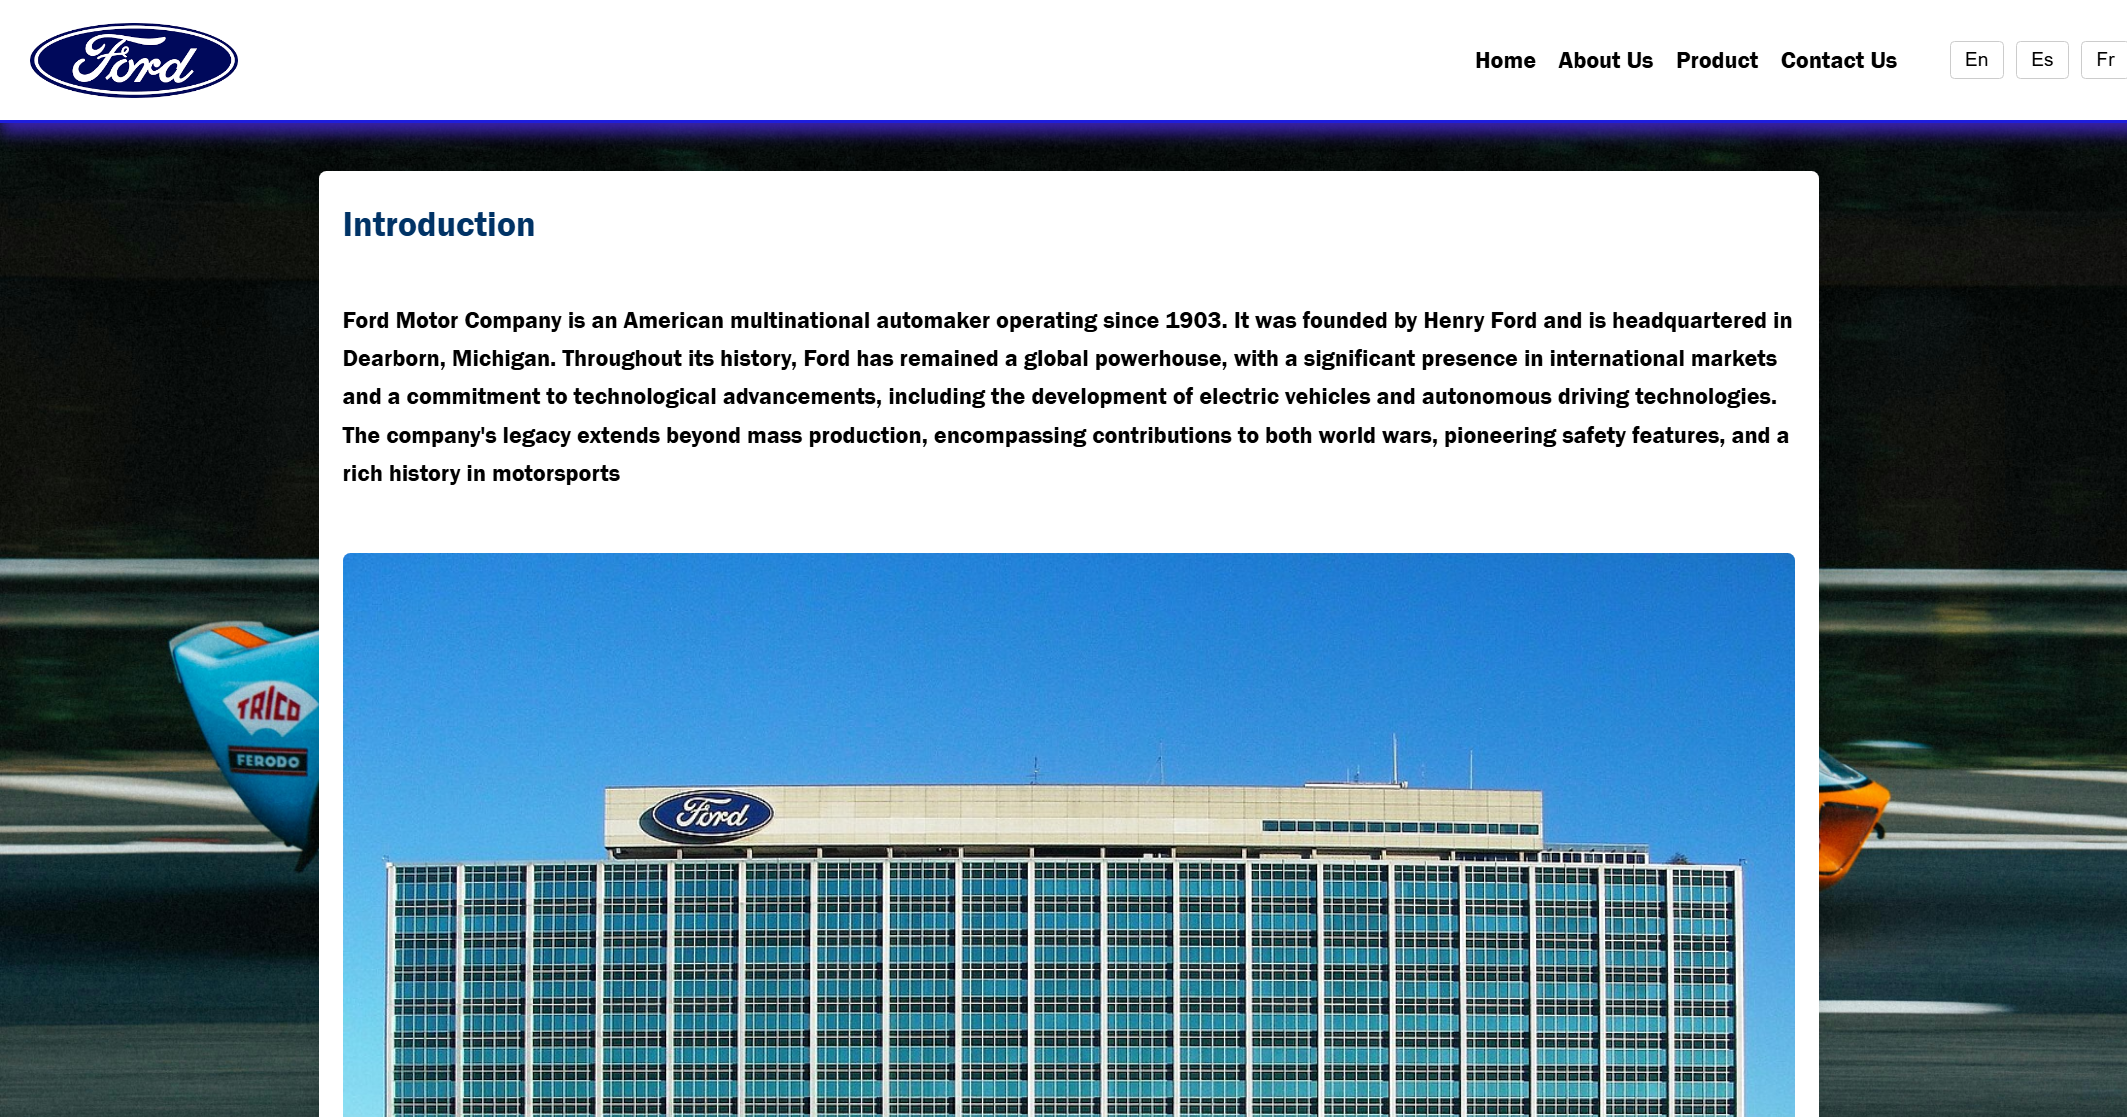 Ford
Home About Us Product Contact Us En Es Fr
Introduction
Ford Motor Company is an American multinational automaker operating since 1903. It was founded by Henry Ford and is headquartered in
Dearborn, Michigan. Throughout its history, Ford has remained a global powerhouse, with a significant presence in international markets
and a commitment to technological advancements, including the development of electric vehicles and autonomous driving technologies.
The company's legacy extends beyond mass production, encompassing contributions to both world wars, pioneering safety features, and a
rich history in motorsports
TRICO
FERODO
Ford